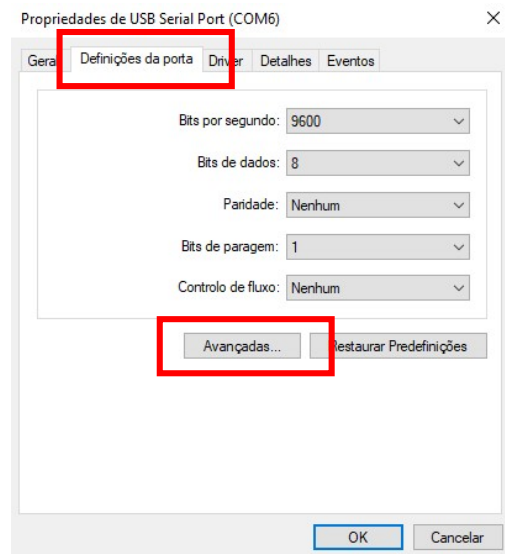 Propriedades de USB Serial Port (COM6)
Geral Definições da porta Driver Detalhes Eventos
Bits por segundo: 9600
Bits de dados: 8
Paridade: Nenhum
Bits de paragem: 1
Controlo de fluxo: Nenhum
Avançadas... Restaurar Predefinições
OK Cancelar